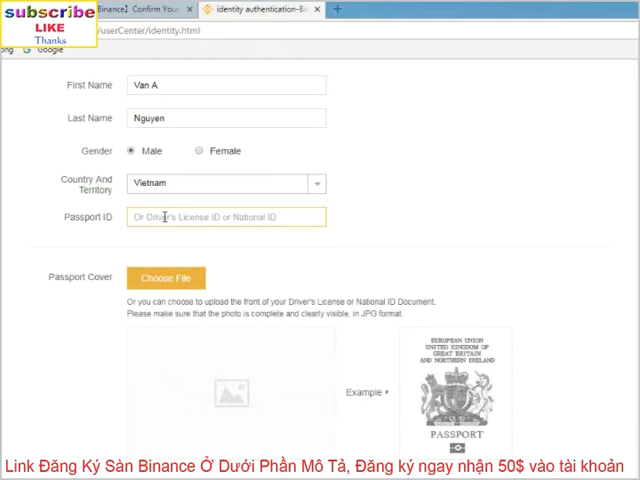 subscribe
LIKE
Thanks
Binance】Confirm Your
identity authentication-Bi
/userCenter/identity.html
ong
Google
First Name
Van A
Last Name
Nguyen
Gender
Male
Female
Country And
Territory
Vietnam
Passport ID
Or Driver's License ID or National ID
Passport Cover
Choose File
Or you can choose to upload the front of your Driver's License or National ID Document.
Please make sure that the photo is complete and clearly visible, in JPG format.
Example
EUROPEAN UNION
UNITED KINGDOM OF
GREAT BRITAIN
AND NORTHERN IRELAND
PASSPORT
Link Đăng Ký Sàn Binance Ở Dưới Phần Mô Tả, Đăng ký ngay nhận 50$ vào tài khoản